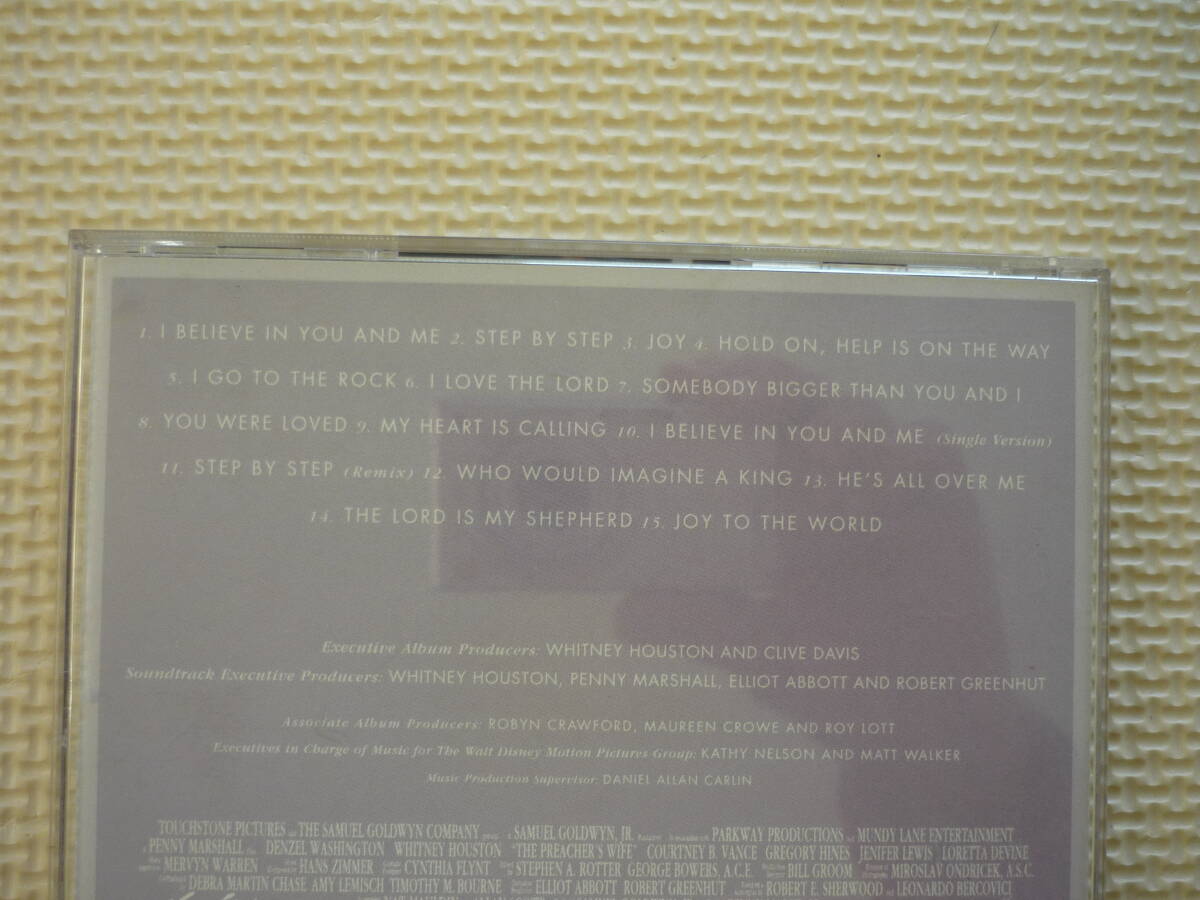 1. I BELIEVE IN YOU AND ME 2. STEP BY STEP 3. JOY 4. HOLD ON, HELP IS ON THE WAY
5. I GO TO THE ROCK 6. I LOVE THE LORD 7. SOMEBODY BIGGER THAN YOU AND I
8. YOU WERE LOVED 9. MY HEART IS CALLING 10. I BELIEVE IN YOU AND ME (Single Version)
11. STEP BY STEP (Remix) 12. WHO WOULD IMAGINE A KING 13. HE'S ALL OVER ME
14. THE LORD IS MY SHEPHERD 15. JOY TO THE WORLD
Executive Album Producers: WHITNEY HOUSTON AND CLIVE DAVIS
Soundtrack Executive Producers: WHITNEY HOUSTON, PENNY MARSHALL, ELLIOT ABBOTT AND ROBERT GREENHUT
Associate Album Producers: ROBYN CRAWFORD, MAUREEN CROWE AND ROY LOTT
Executives in Charge of Music for The Walt Disney Motion Pictures Group: KATHY NELSON AND MATT WALKER
Music Production Supervisor: DANIEL ALLAN CARLIN
TOUCHSTONE PICTURES THE SAMUEL GOLDWYN COMPANY SAMUEL GOLDWYN, JR. PARKWAY PRODUCTIONS MUNDY LANE ENTERTAINMENT
PENNY MARSHALL DENZEL WASHINGTON WHITNEY HOUSTON "THE PREACHER'S WIFE" COURTNEY B. VANCE GREGORY HINES JENIFER LEWIS LORETTA DEVINE
MERVYN WARREN HANS ZIMMER CYNTHIA FLYNT STEPHEN A. ROTTER GEORGE BOWERS, A.C.E. BILL GROOM MIROSLAV ONDRICEK, A.S.C.
DEBRA MARTIN CHASE AMY LEMISCH TIMOTHY M. BOURNE ELLIOT ABBOTT ROBERT GREENHUT ROBERT E. SHERWOOD LEONARDO BERCOVICI